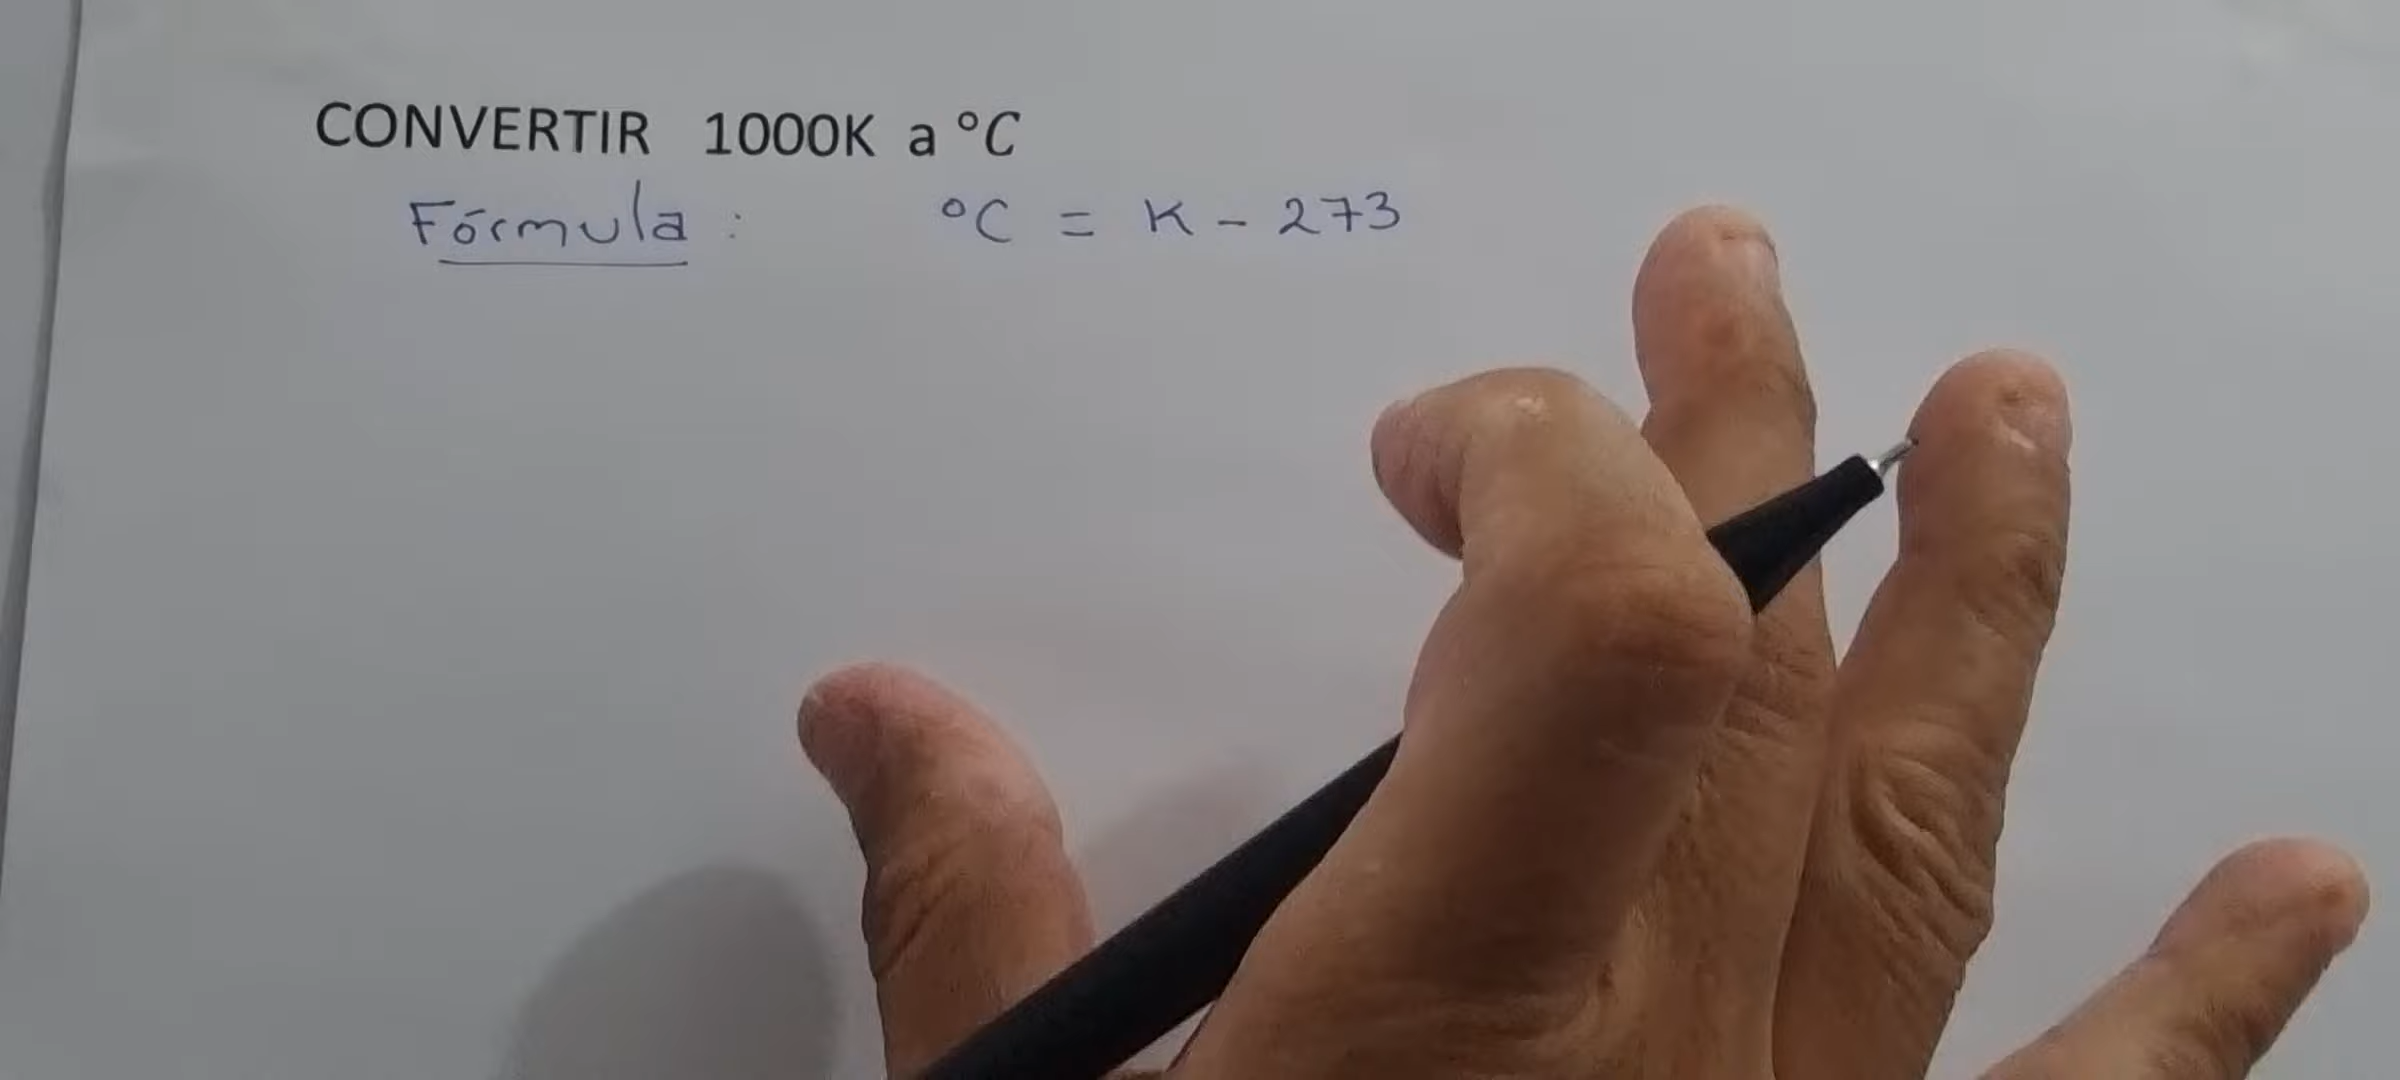 CONVERTIR 1000K a °C
Fórmula: °C = K - 273